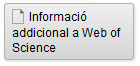 Informació
addicional a Web of
Science